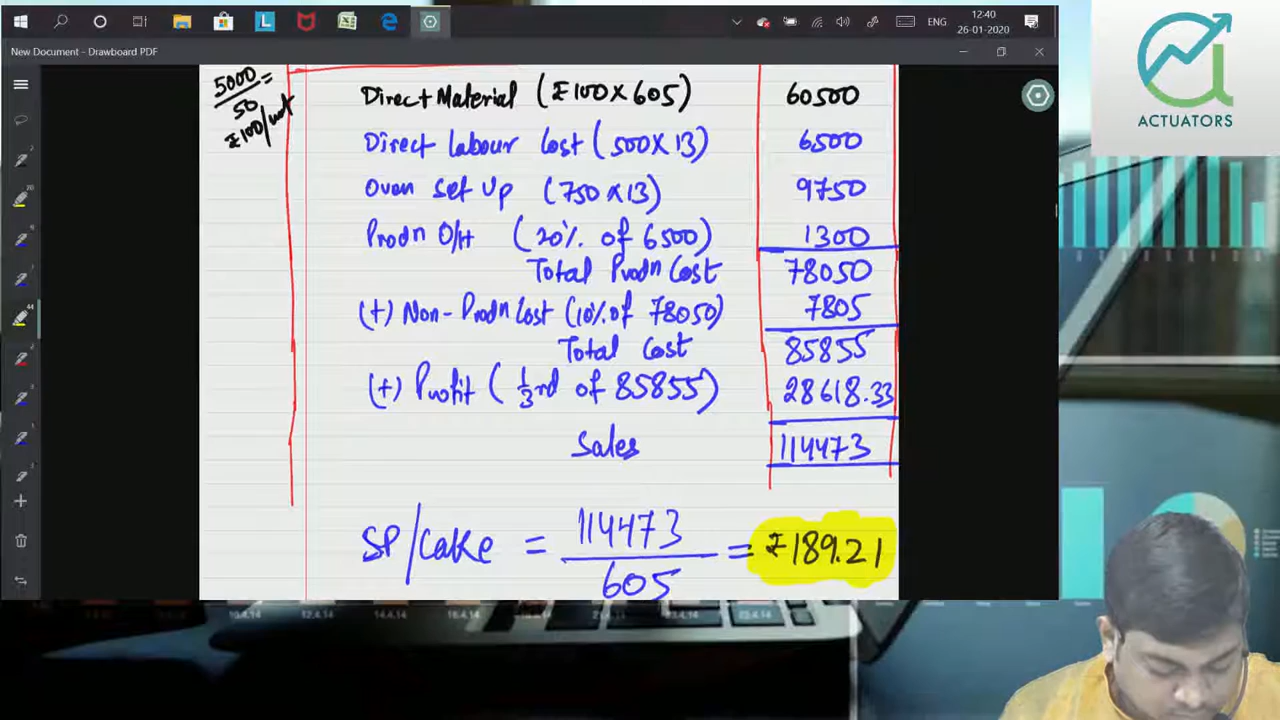 ENG
12:40
26-01-2020
New Document - Drawboard PDF
ACTUATORS
5000/50 =
₹100/unit
Direct Material (₹100 x 605) 60500
Direct Labour Cost (500 x 13) 6500
Oven Set Up (750 x 13) 9750
Prodn O/H (20% of 6500) 1300
Total Prodn Cost 78050
(+) Non-Prodn Cost (10% of 78050) 7805
Total Cost 85855
(+) Profit (1/3rd of 85855) 28618.33
Sales 114473
SP/Cake = 114473/605 = ₹189.21